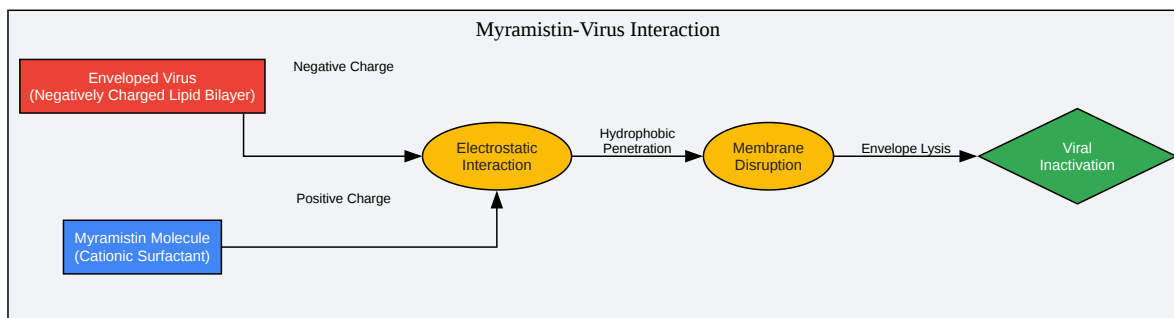 Myramistin-Virus Interaction
Enveloped Virus
(Negatively Charged Lipid Bilayer)
Negative Charge
Electrostatic
Interaction
Hydrophobic
Penetration
Membrane
Disruption
Envelope Lysis
Viral
Inactivation
Positive Charge
Myramistin Molecule
(Cationic Surfactant)